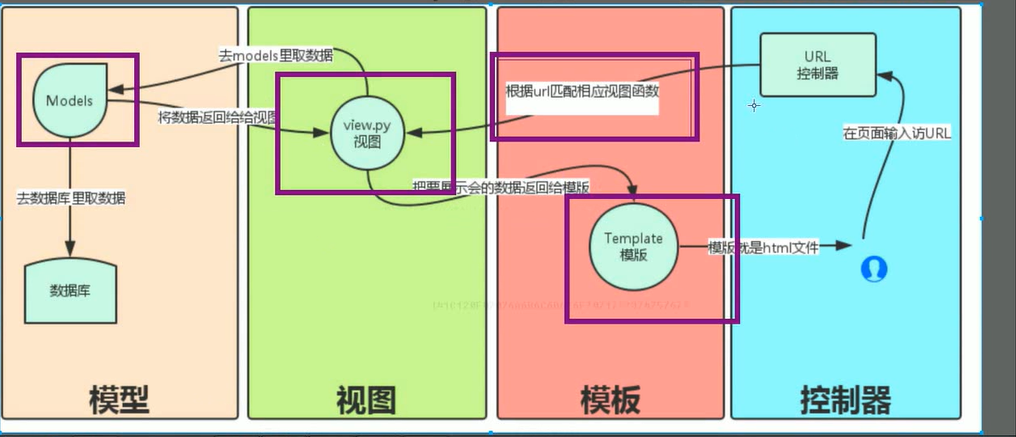 去models里取数据
Models
将数据返回给给视图
view.py
视图
根据url匹配相应视图函数
URL
控制器
在页面输入访URL
去数据库里取数据
把要展示会的数据返回给模版
Template
模版
模版就是html文件
数据库
模型
视图
模板
控制器